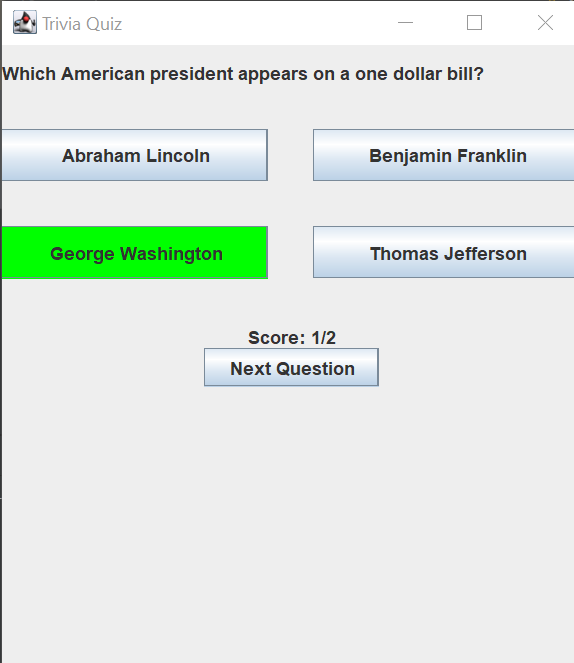 Trivia Quiz
Which American president appears on a one dollar bill?
Abraham Lincoln
Benjamin Franklin
George Washington
Thomas Jefferson
Score: 1/2
Next Question